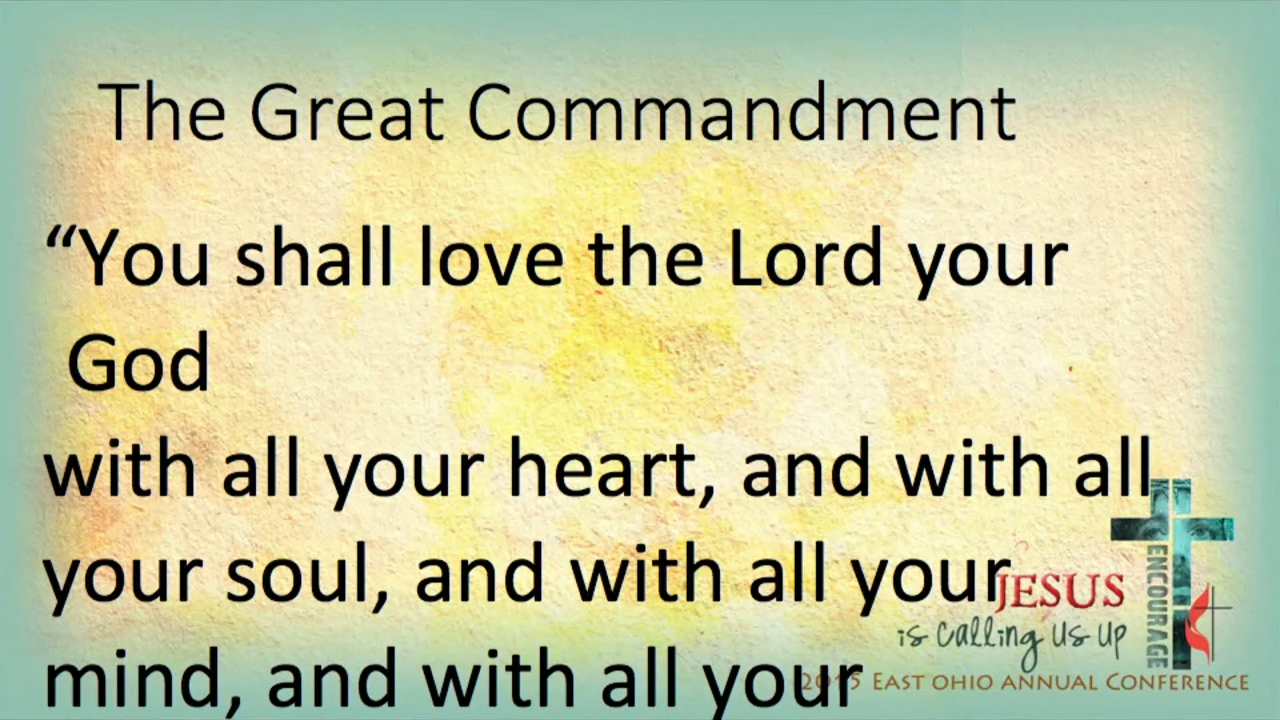 The Great Commandment
“You shall love the Lord your
God
with all your heart, and with all
your soul, and with all your
mind, and with all your
JESUS
is calling us up
ENCOURAGE
2015 EAST OHIO ANNUAL CONFERENCE